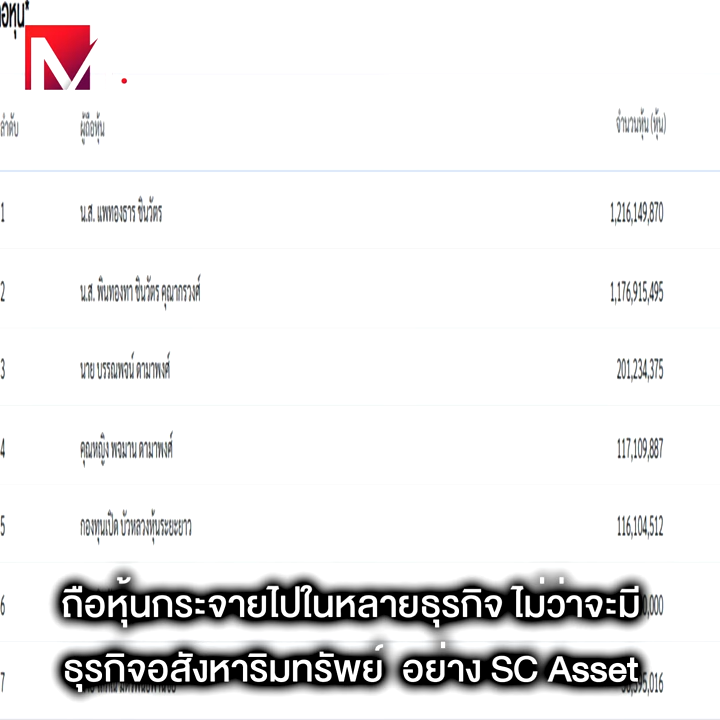 ลำดับ ผู้ถือหุ้น จำนวนหุ้น (หุ้น)
1 น.ส. แพทองธาร ชินวัตร 1,216,149,870
2 น.ส. พินทองทา ชินวัตร คุณากรวงศ์ 1,176,915,495
3 นาย บรรณพจน์ ดามาพงศ์ 201,234,375
4 คุณหญิง พจมาน ดามาพงศ์ 117,109,887
5 กองทุนเปิด บัวหลวงหุ้นระยะยาว 116,104,512
6
ถือหุ้นกระจายไปในหลายธุรกิจ ไม่ว่าจะมี
7
ธุรกิจอสังหาริมทรัพย์ อย่าง SC Asset